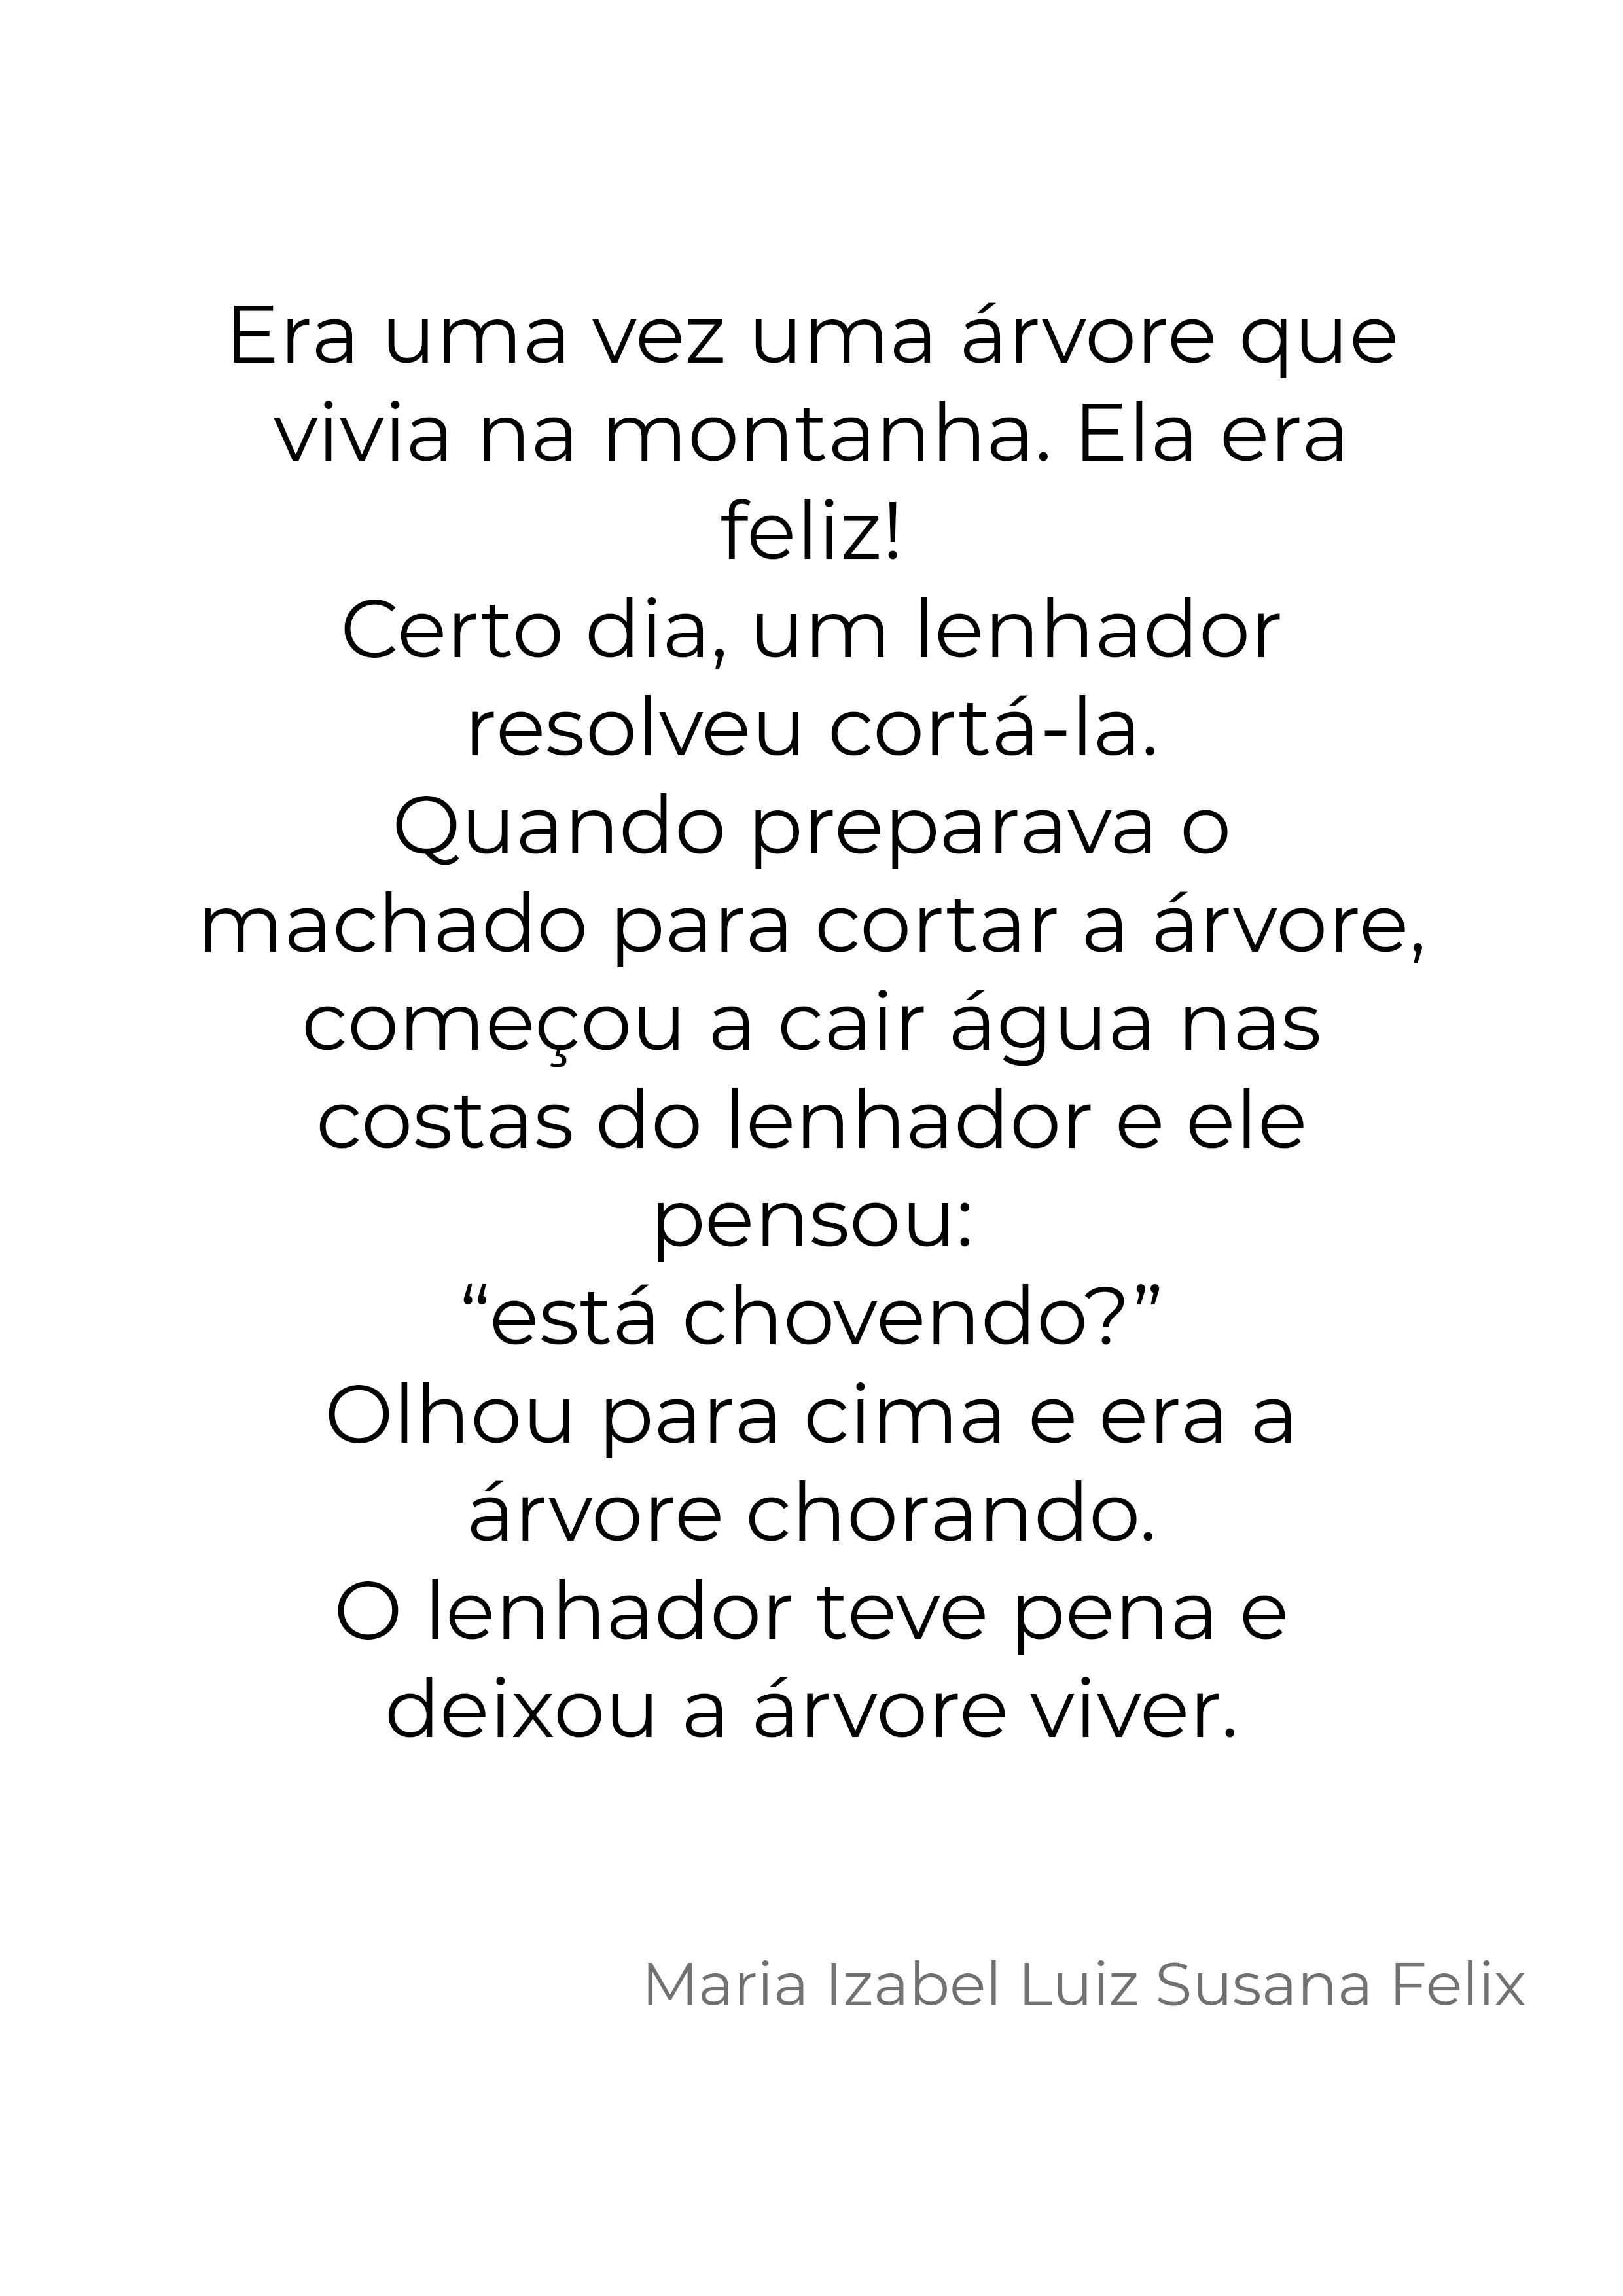 Era uma vez uma árvore que
vivia na montanha. Ela era
feliz!
Certo dia, um lenhador
resolveu cortá-la.
Quando preparava o
machado para cortar a árvore,
começou a cair água nas
costas do lenhador e ele
pensou:
“está chovendo?”
Olhou para cima e era a
árvore chorando.
O lenhador teve pena e
deixou a árvore viver.
Maria Izabel Luiz Susana Felix